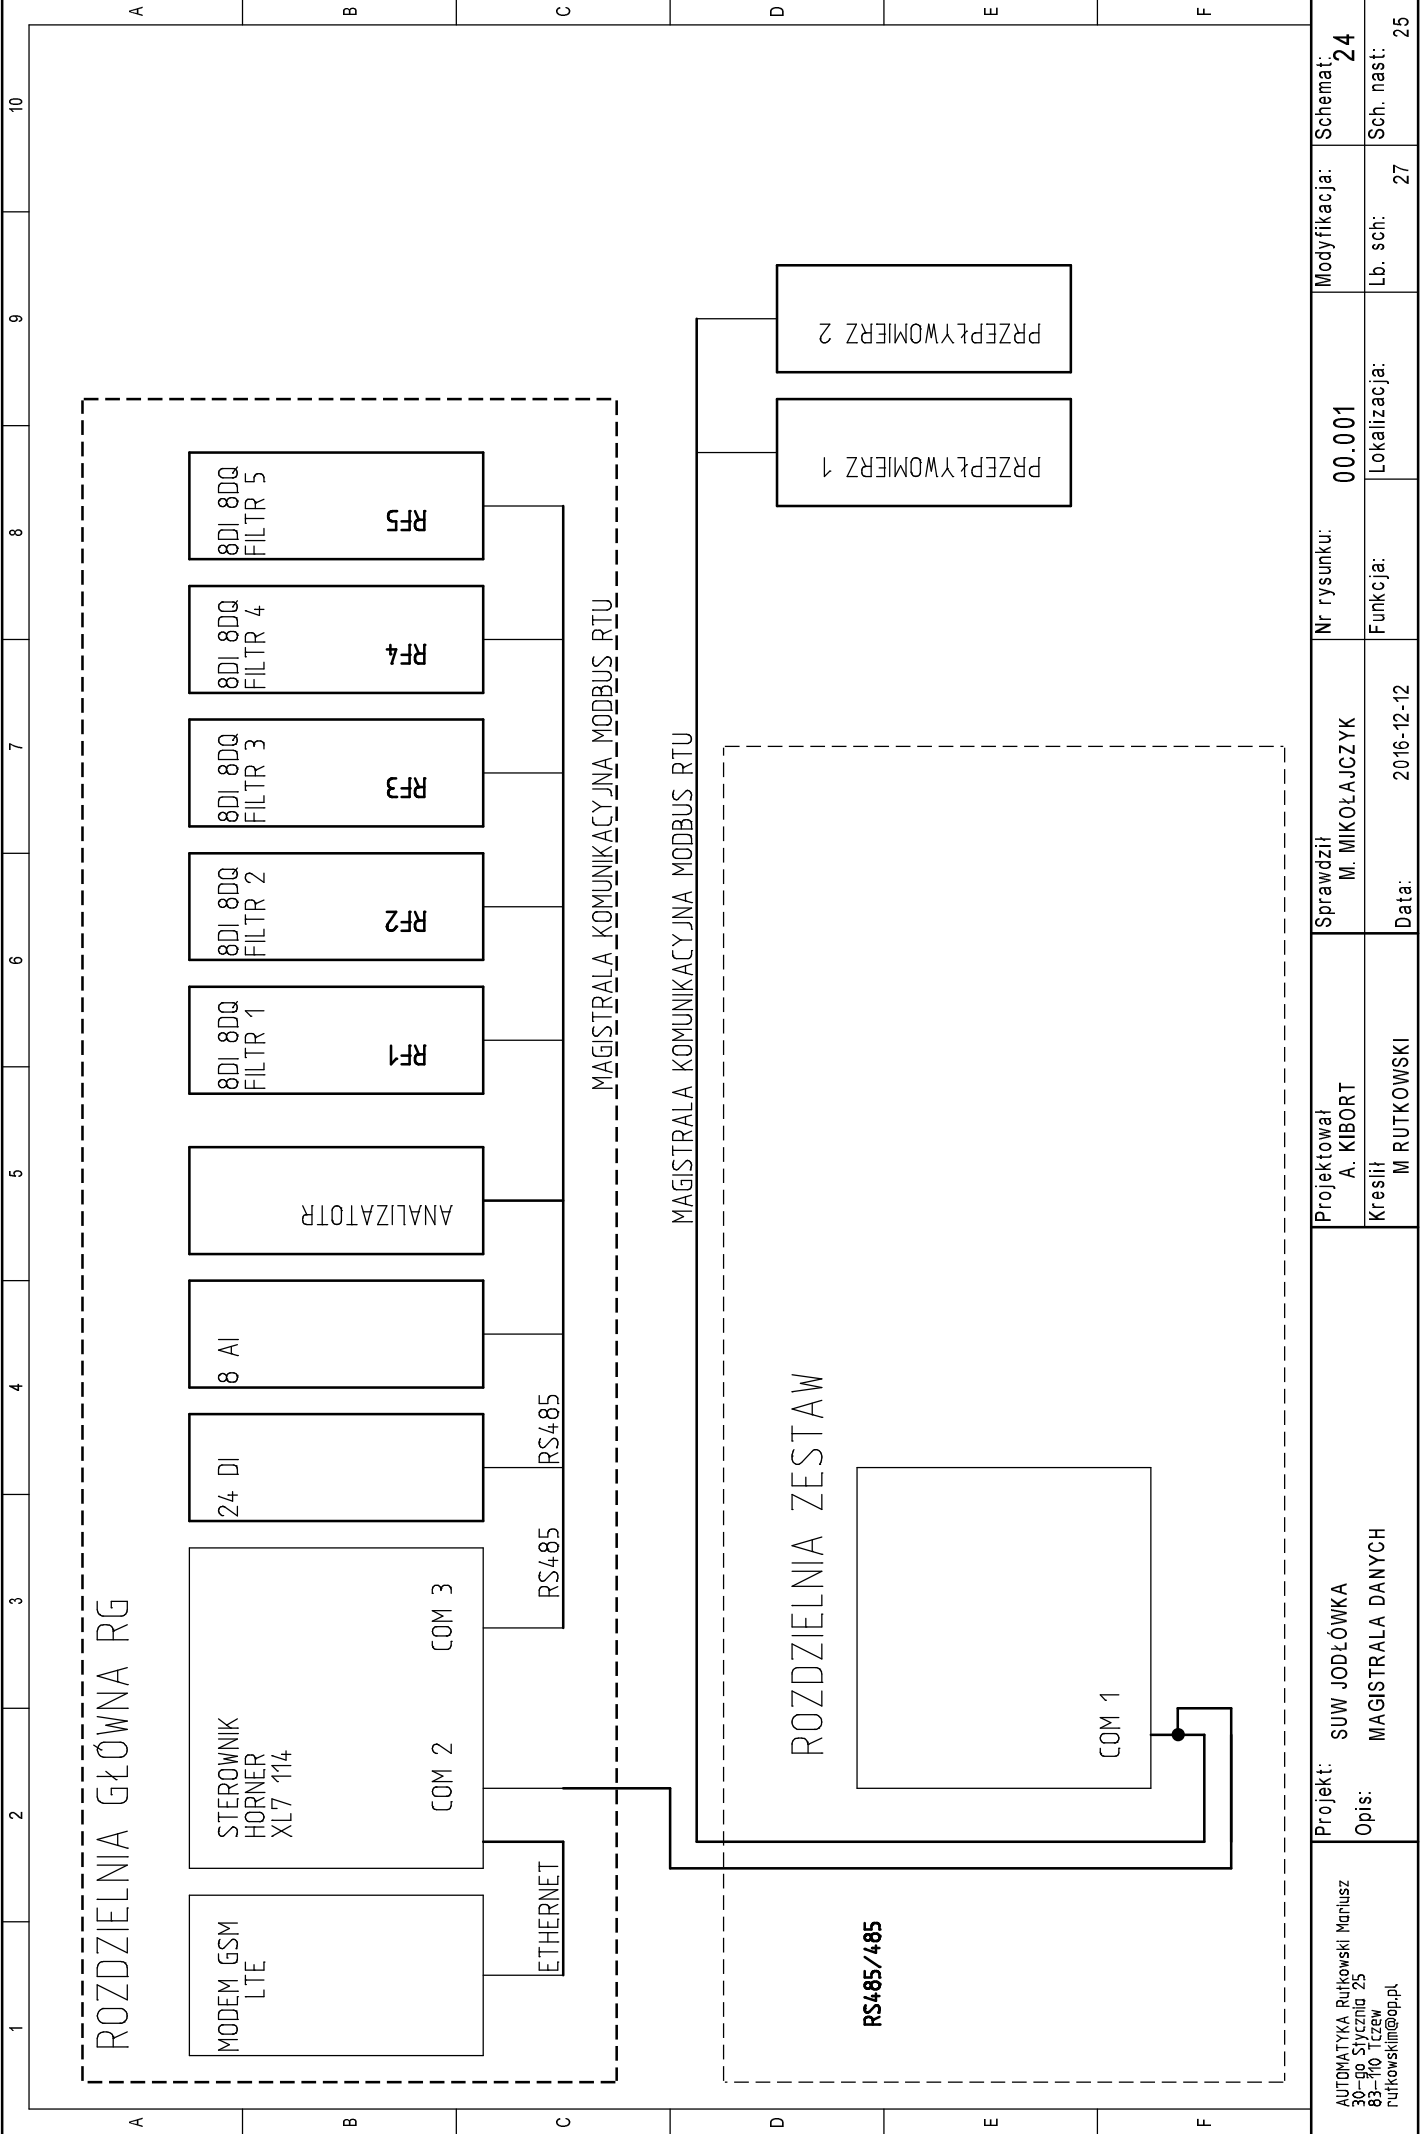 1 2 3 4 5 6 7 8 9 10
A A
B B
C C
D D
E E
F F
ROZDZIELNIA GŁÓWNA RG
MODEM GSM
LTE
ETHERNET
STEROWNIK
HORNER
XL7 114
COM 2
COM 3
RS485
RS485
24 DI
8 AI
ANALIZATOTR
8DI 8DQ
FILTR 1
RF1
8DI 8DQ
FILTR 2
RF2
8DI 8DQ
FILTR 3
RF3
8DI 8DQ
FILTR 4
RF4
8DI 8DQ
FILTR 5
RF5
MAGISTRALA KOMUNIKACYJNA MODBUS RTU
MAGISTRALA KOMUNIKACYJNA MODBUS RTU
PRZEPŁYWOMIERZ 1
PRZEPŁYWOMIERZ 2
ROZDZIELNIA ZESTAW
COM 1
RS485/485
AUTOMATYKA Rutkowski Mariusz
30-go Stycznia 25
83-110 Tczew
rutkowskim@op.pl
Projekt:
SUW JODŁÓWKA
Opis:
MAGISTRALA DANYCH
Projektował
A. KIBORT
Kreslił
M RUTKOWSKI
Sprawdził
M. MIKOŁAJCZYK
Data:
2016-12-12
Nr rysunku:
00.001
Funkcja:
Lokalizacja:
Modyfikacja:
Lb. sch:
27
Schemat:
24
Sch. nast:
25